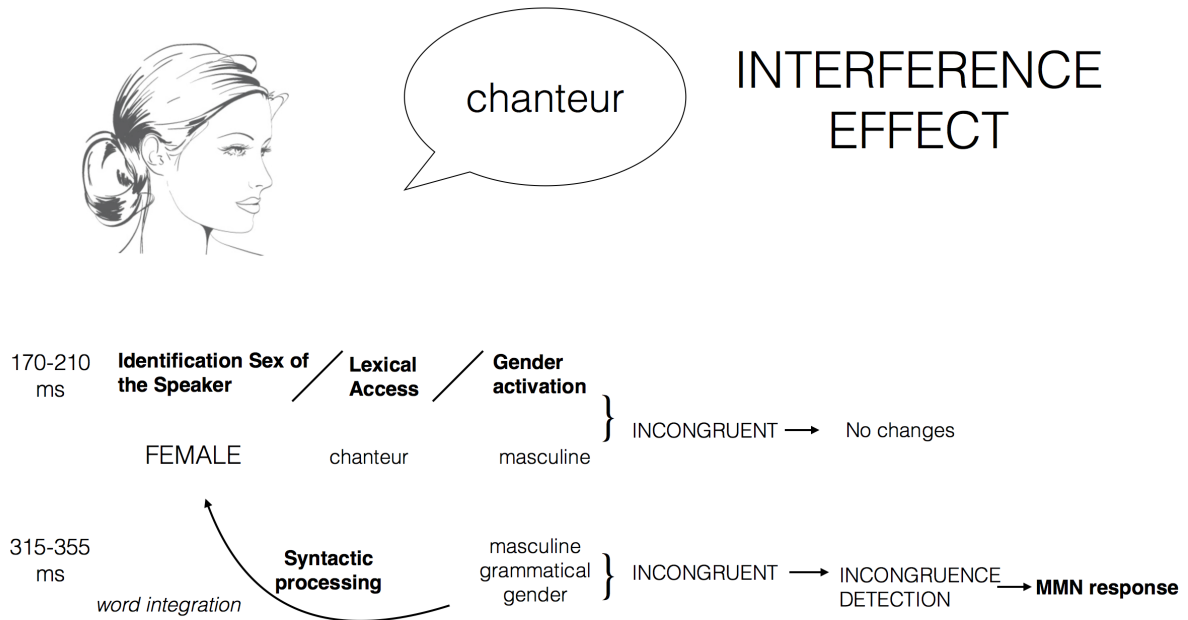 chanteur
INTERFERENCE
EFFECT
170-210
ms
Identification Sex of
the Speaker
Lexical
Access
Gender
activation
FEMALE
chanteur
masculine
} INCONGRUENT → No changes
315-355
ms
word integration
Syntactic
processing
masculine
grammatical
gender
} INCONGRUENT → INCONGRUENCE
DETECTION
→ MMN response